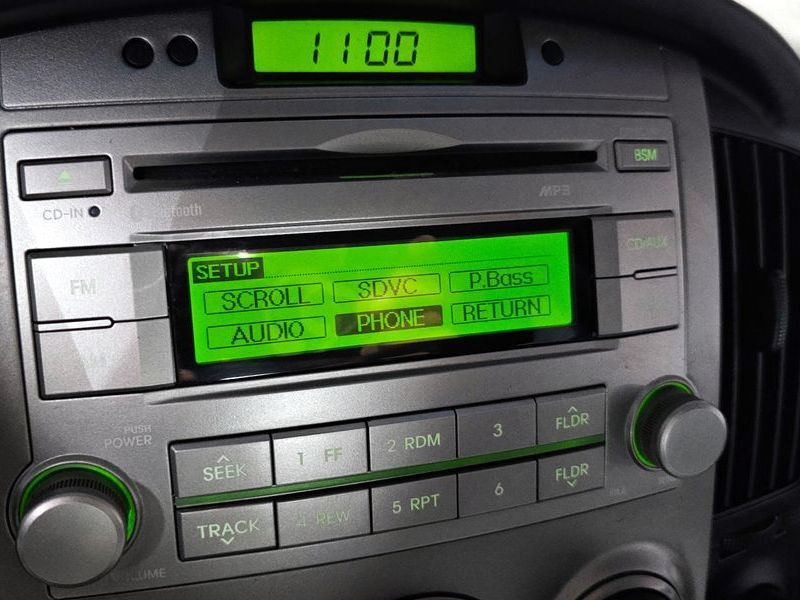 1100
BSM
MP3
CD-IN
CD/AUX
FM
SETUP
SCROLL SDVC P.Bass
AUDIO PHONE RETURN
PUSH
POWER
SEEK 1 FF 2 RDM 3 FLDR
TRACK 4 REW 5 RPT 6 FLDR
VOLUME